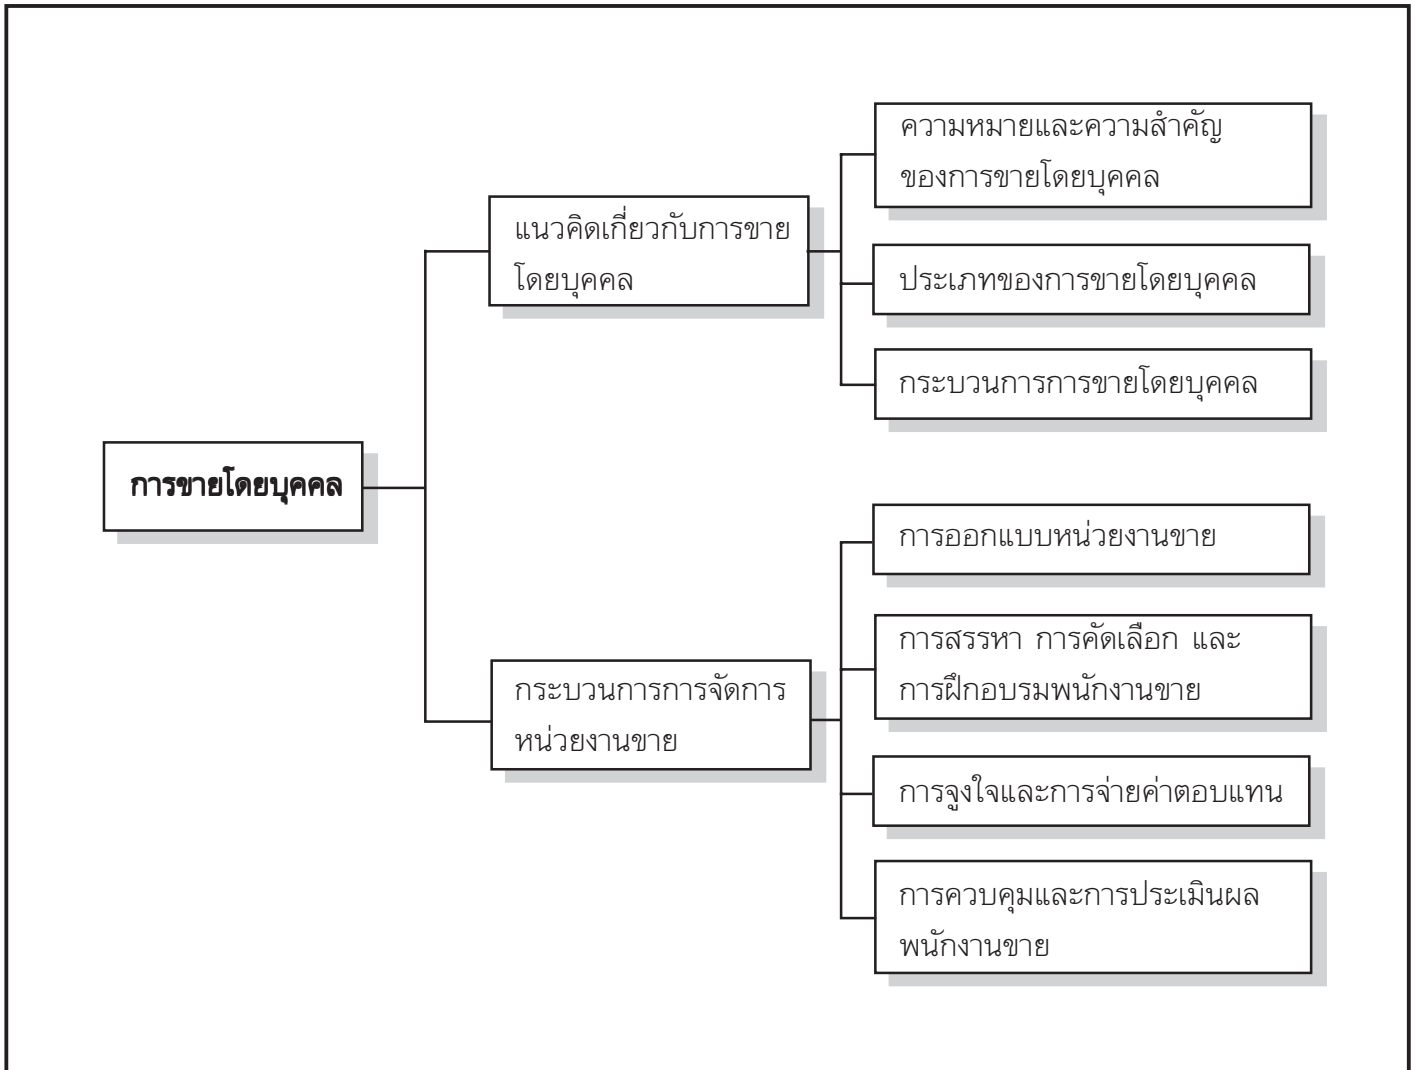 การขายโดยบุคคล
แนวคิดเกี่ยวกับการขาย
โดยบุคคล
ความหมายและความสำคัญ
ของการขายโดยบุคคล
ประเภทของการขายโดยบุคคล
กระบวนการการขายโดยบุคคล
กระบวนการการจัดการ
หน่วยงานขาย
การออกแบบหน่วยงานขาย
การสรรหา การคัดเลือก และ
การฝึกอบรมพนักงานขาย
การจูงใจและการจ่ายค่าตอบแทน
การควบคุมและการประเมินผล
พนักงานขาย